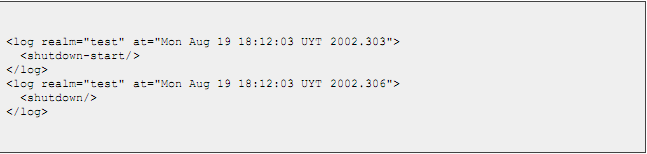 <log realm="test" at="Mon Aug 19 18:12:03 UYT 2002.303">
  <shutdown-start/>
</log>
<log realm="test" at="Mon Aug 19 18:12:03 UYT 2002.306">
  <shutdown/>
</log>